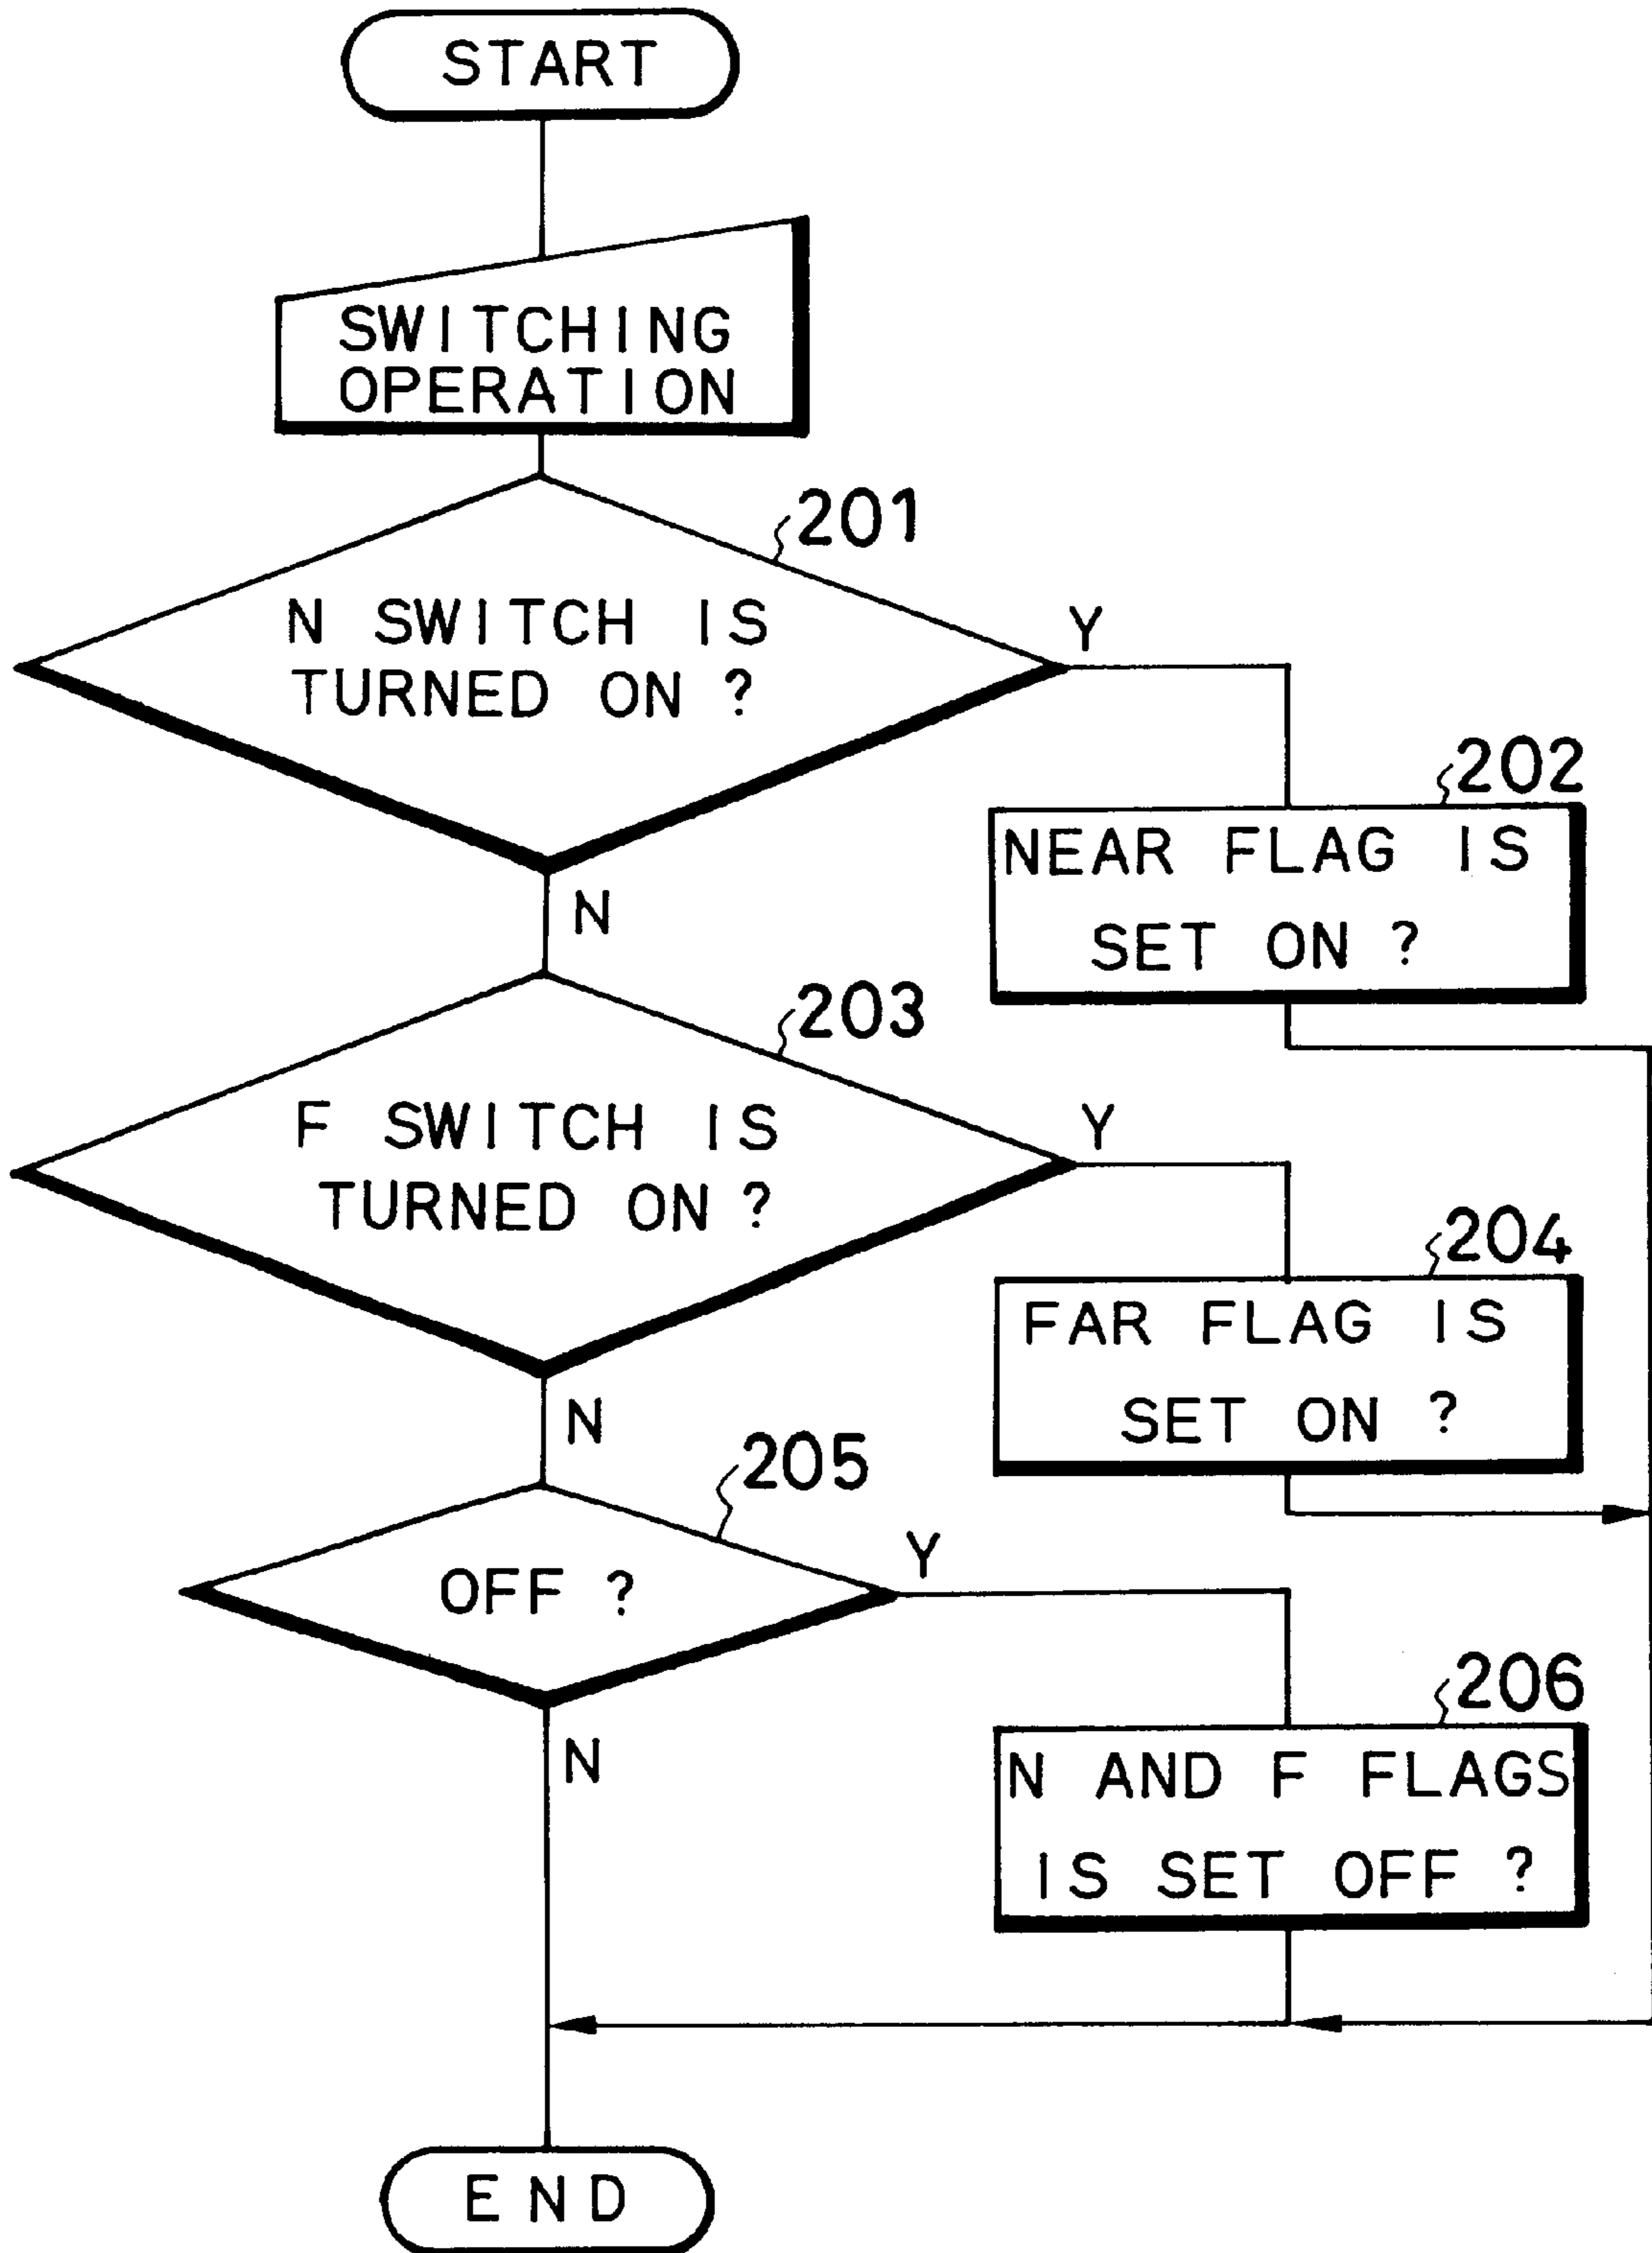 START
SWITCHING
OPERATION
201
N SWITCH IS
TURNED ON ?
Y
202
NEAR FLAG IS
SET ON ?
N
203
F SWITCH IS
TURNED ON ?
Y
204
FAR FLAG IS
SET ON ?
N
205
OFF ?
Y
206
N AND F FLAGS
IS SET OFF ?
N
END